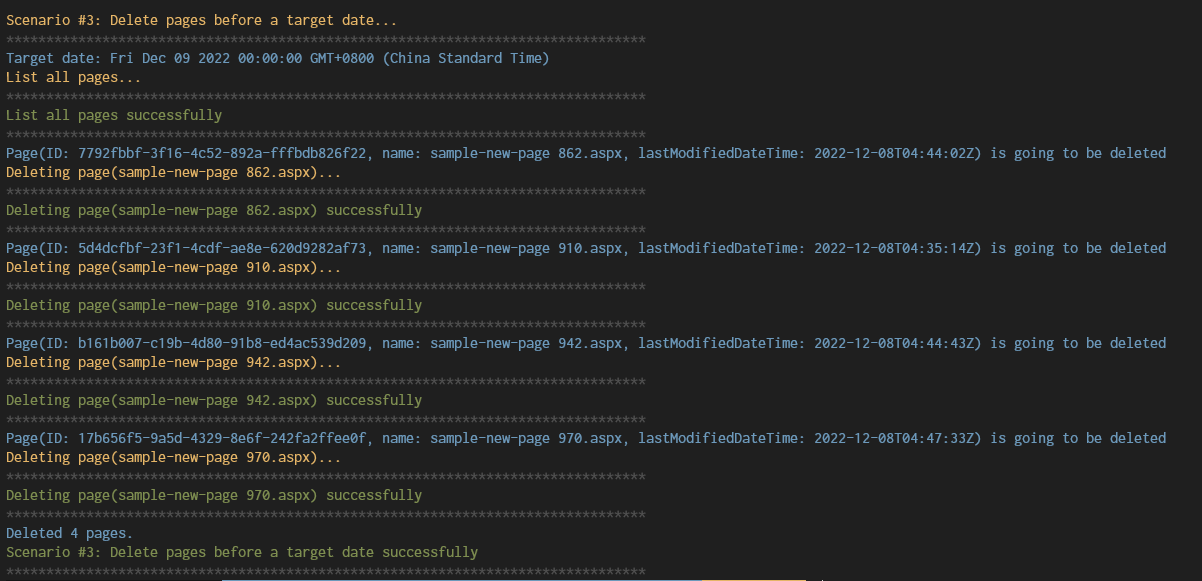 Scenario #3: Delete pages before a target date...
********************************************************************************
Target date: Fri Dec 09 2022 00:00:00 GMT+0800 (China Standard Time)
List all pages...
********************************************************************************
List all pages successfully
********************************************************************************
Page(ID: 7792fbbf-3f16-4c52-892a-fffbdb826f22, name: sample-new-page 862.aspx, lastModifiedDateTime: 2022-12-08T04:44:02Z) is going to be deleted
Deleting page(sample-new-page 862.aspx)...
********************************************************************************
Deleting page(sample-new-page 862.aspx) successfully
********************************************************************************
Page(ID: 5d4dcfbf-23f1-4cdf-ae8e-620d9282af73, name: sample-new-page 910.aspx, lastModifiedDateTime: 2022-12-08T04:35:14Z) is going to be deleted
Deleting page(sample-new-page 910.aspx)...
********************************************************************************
Deleting page(sample-new-page 910.aspx) successfully
********************************************************************************
Page(ID: b161b007-c19b-4d80-91b8-ed4ac539d209, name: sample-new-page 942.aspx, lastModifiedDateTime: 2022-12-08T04:44:43Z) is going to be deleted
Deleting page(sample-new-page 942.aspx)...
********************************************************************************
Deleting page(sample-new-page 942.aspx) successfully
********************************************************************************
Page(ID: 17b656f5-9a5d-4329-8e6f-242fa2ffee0f, name: sample-new-page 970.aspx, lastModifiedDateTime: 2022-12-08T04:47:33Z) is going to be deleted
Deleting page(sample-new-page 970.aspx)...
********************************************************************************
Deleting page(sample-new-page 970.aspx) successfully
********************************************************************************
Deleted 4 pages.
Scenario #3: Delete pages before a target date successfully
********************************************************************************